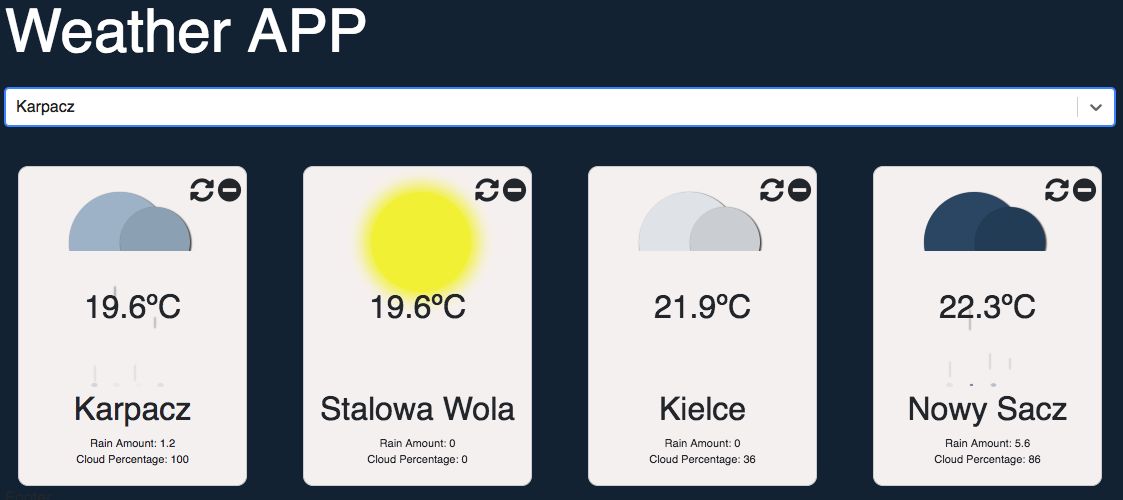 Weather APP
Karpacz
19.6ºC
Karpacz
Rain Amount: 1.2
Cloud Percentage: 100
19.6ºC
Stalowa Wola
Rain Amount: 0
Cloud Percentage: 0
21.9ºC
Kielce
Rain Amount: 0
Cloud Percentage: 36
22.3ºC
Nowy Sacz
Rain Amount: 5.6
Cloud Percentage: 86